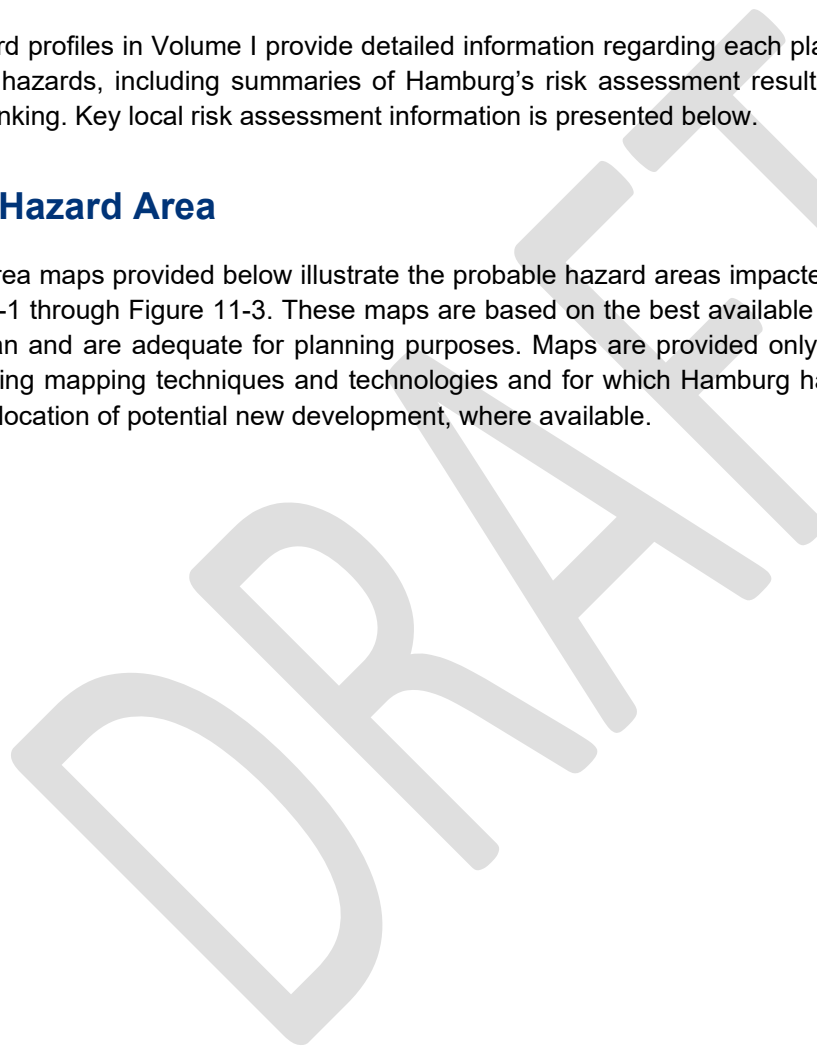 rd profiles in Volume I provide detailed information regarding each pla
hazards, including summaries of Hamburg’s risk assessment result
nking. Key local risk assessment information is presented below.
Hazard Area
rea maps provided below illustrate the probable hazard areas impacte
-1 through Figure 11-3. These maps are based on the best available
an and are adequate for planning purposes. Maps are provided only
ing mapping techniques and technologies and for which Hamburg ha
location of potential new development, where available.
DRAFT